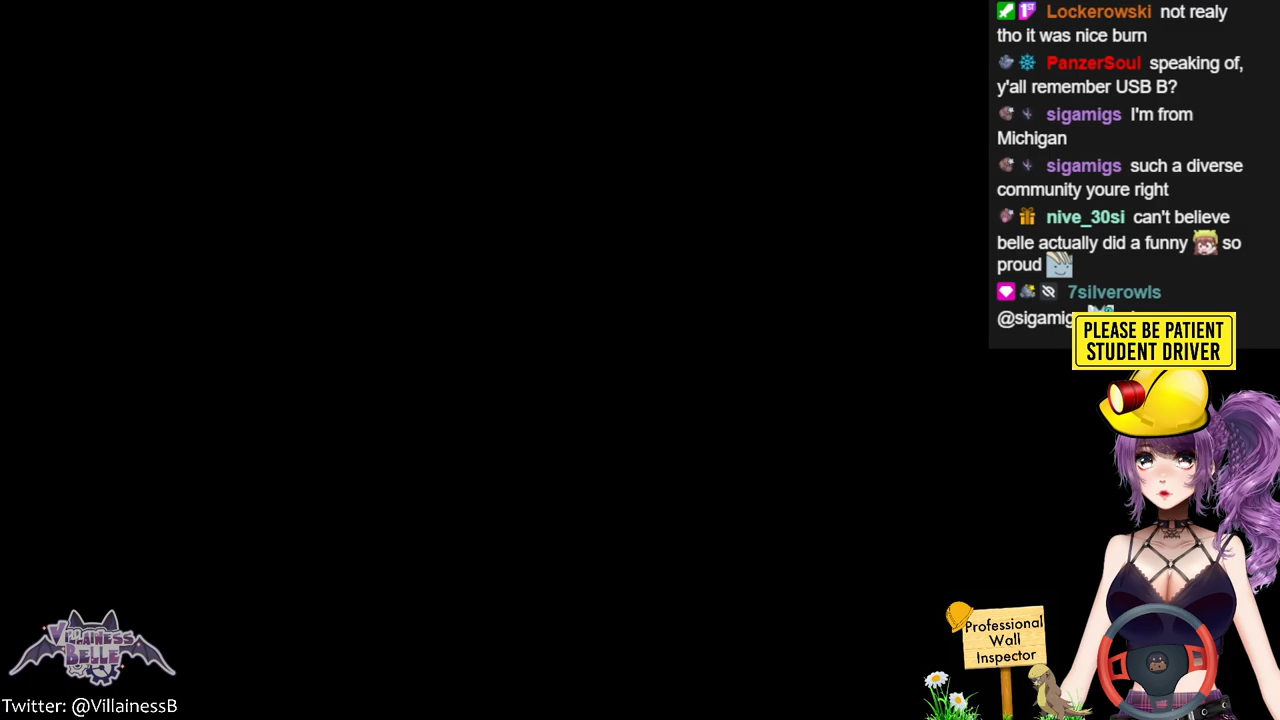 Lockerowski not realy
tho it was nice burn
PanzerSoul speaking of,
y'all remember USB B?
sigamigs I'm from
Michigan
sigamigs such a diverse
community youre right
nive_30si can't believe
belle actually did a funny so
proud
7silverowls
PLEASE BE PATIENT
STUDENT DRIVER
Professional
Wall
Inspector
VILLAINESS
BELLE
Twitter: @VillainessB